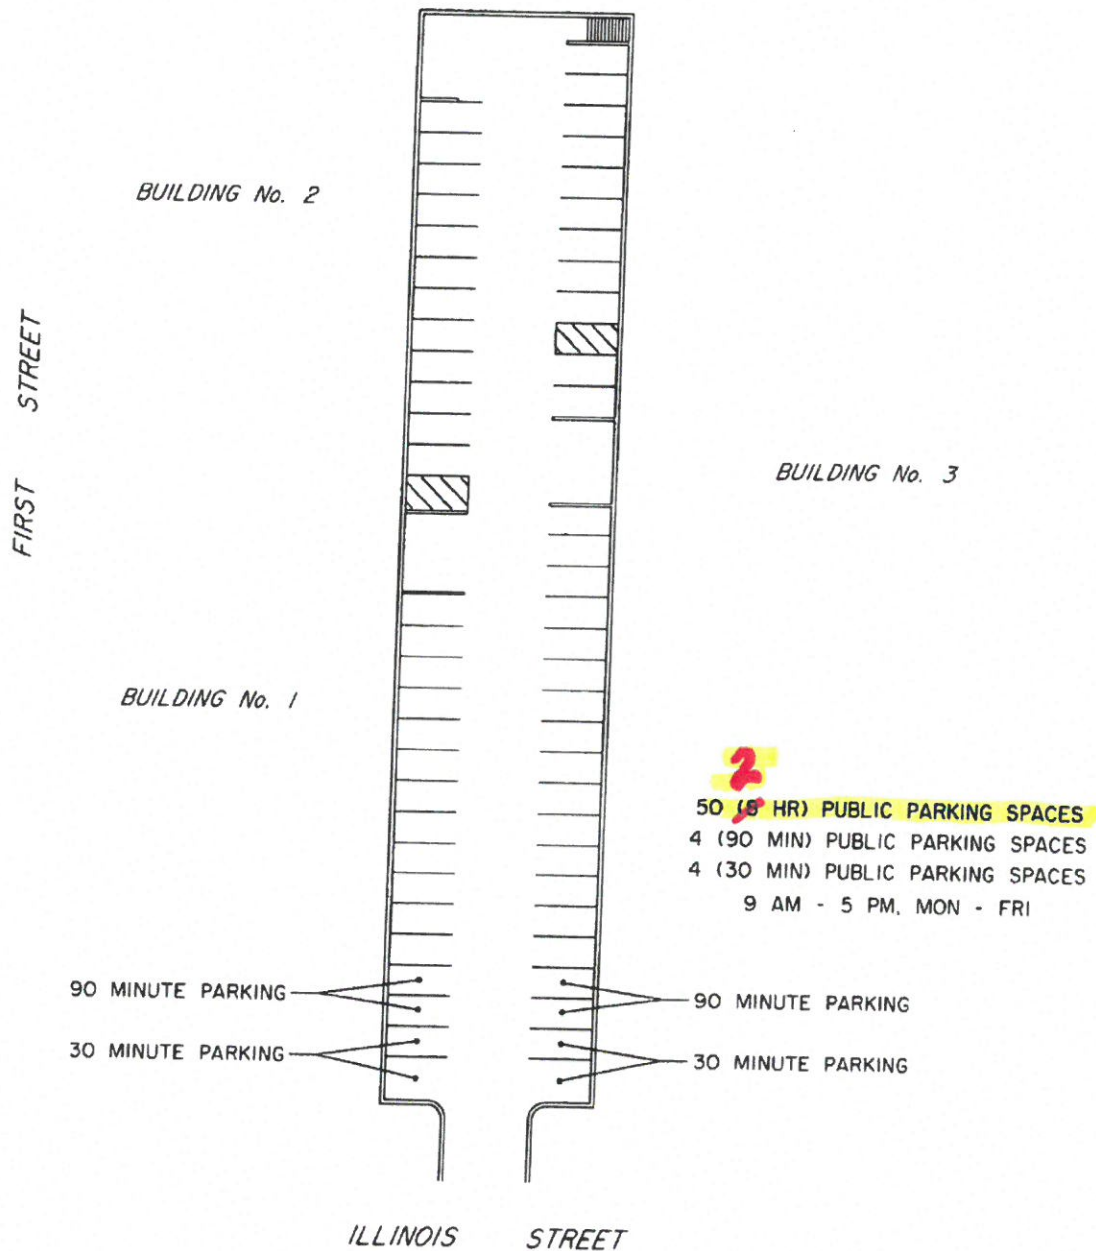 BUILDING No. 2
FIRST STREET
BUILDING No. 3
BUILDING No. 1
2
50 (8 HR) PUBLIC PARKING SPACES
4 (90 MIN) PUBLIC PARKING SPACES
4 (30 MIN) PUBLIC PARKING SPACES
9 AM - 5 PM, MON - FRI
90 MINUTE PARKING
90 MINUTE PARKING
30 MINUTE PARKING
30 MINUTE PARKING
ILLINOIS STREET